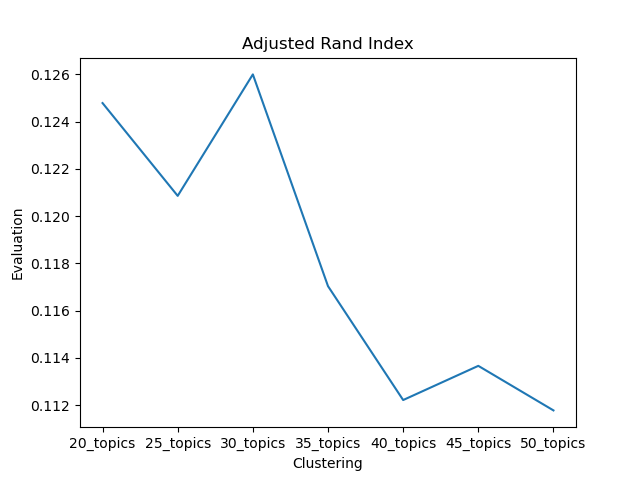 Adjusted Rand Index
0.126
0.124
0.122
0.120
0.118
0.116
0.114
0.112
Evaluation
20_topics 25_topics 30_topics 35_topics 40_topics 45_topics 50_topics
Clustering